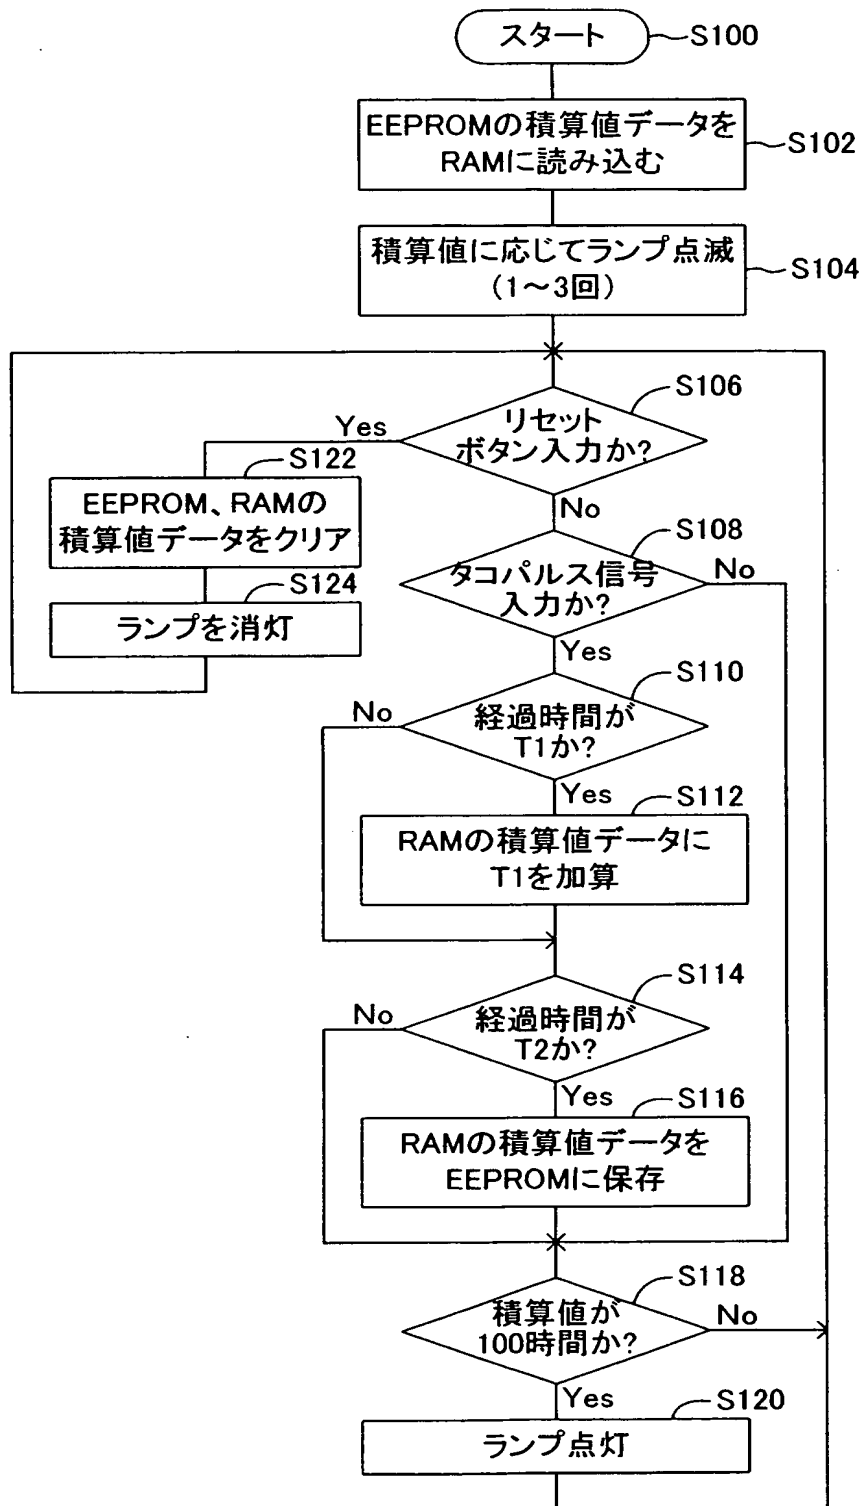 スタート
S100
EEPROMの積算値データを
RAMに読み込む
S102
積算値に応じてランプ点滅
(1～3回)
S104
S106
リセット
ボタン入力か?
Yes
No
S122
EEPROM、RAMの
積算値データをクリア
S124
ランプを消灯
S108
タコパルス信号
入力か?
No
Yes
S110
経過時間が
T1か?
No
Yes
S112
RAMの積算値データに
T1を加算
S114
経過時間が
T2か?
No
Yes
S116
RAMの積算値データを
EEPROMに保存
S118
積算値が
100時間か?
No
Yes
S120
ランプ点灯